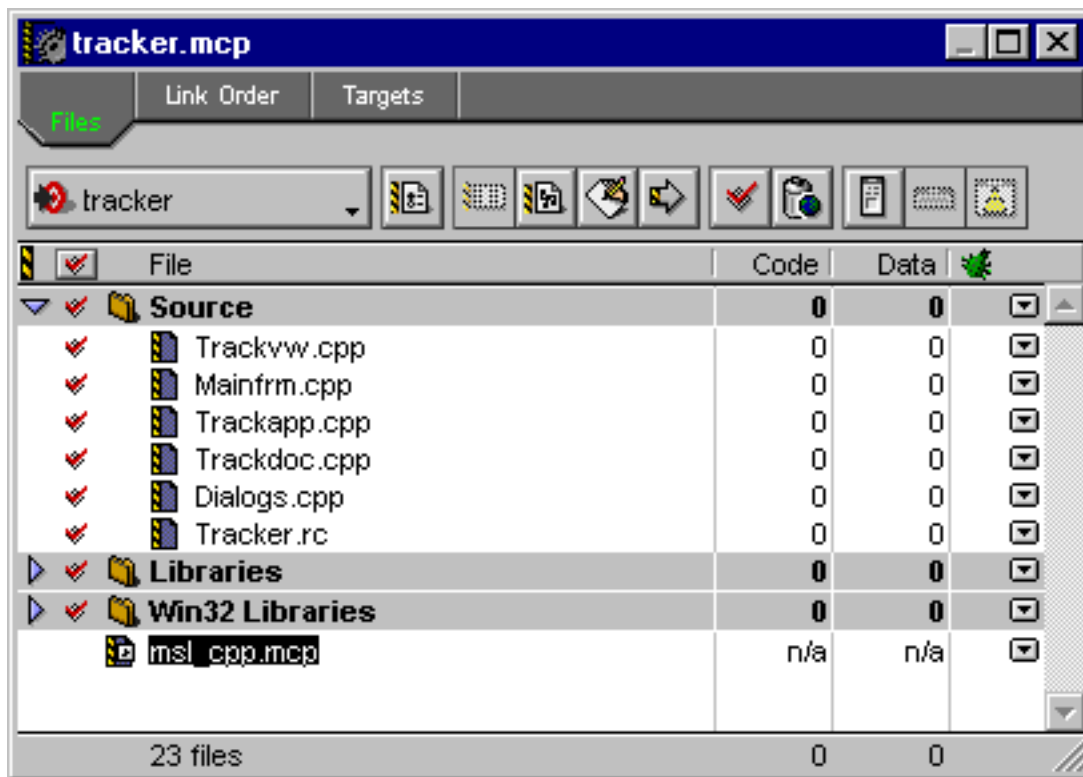 tracker.mcp
Files Link Order Targets
tracker
File Code Data
Source 0 0
Trackvw.cpp 0 0
Mainfrm.cpp 0 0
Trackapp.cpp 0 0
Trackdoc.cpp 0 0
Dialogs.cpp 0 0
Tracker.rc 0 0
Libraries 0 0
Win32 Libraries 0 0
msl_cpp.mcp n/a n/a
23 files 0 0